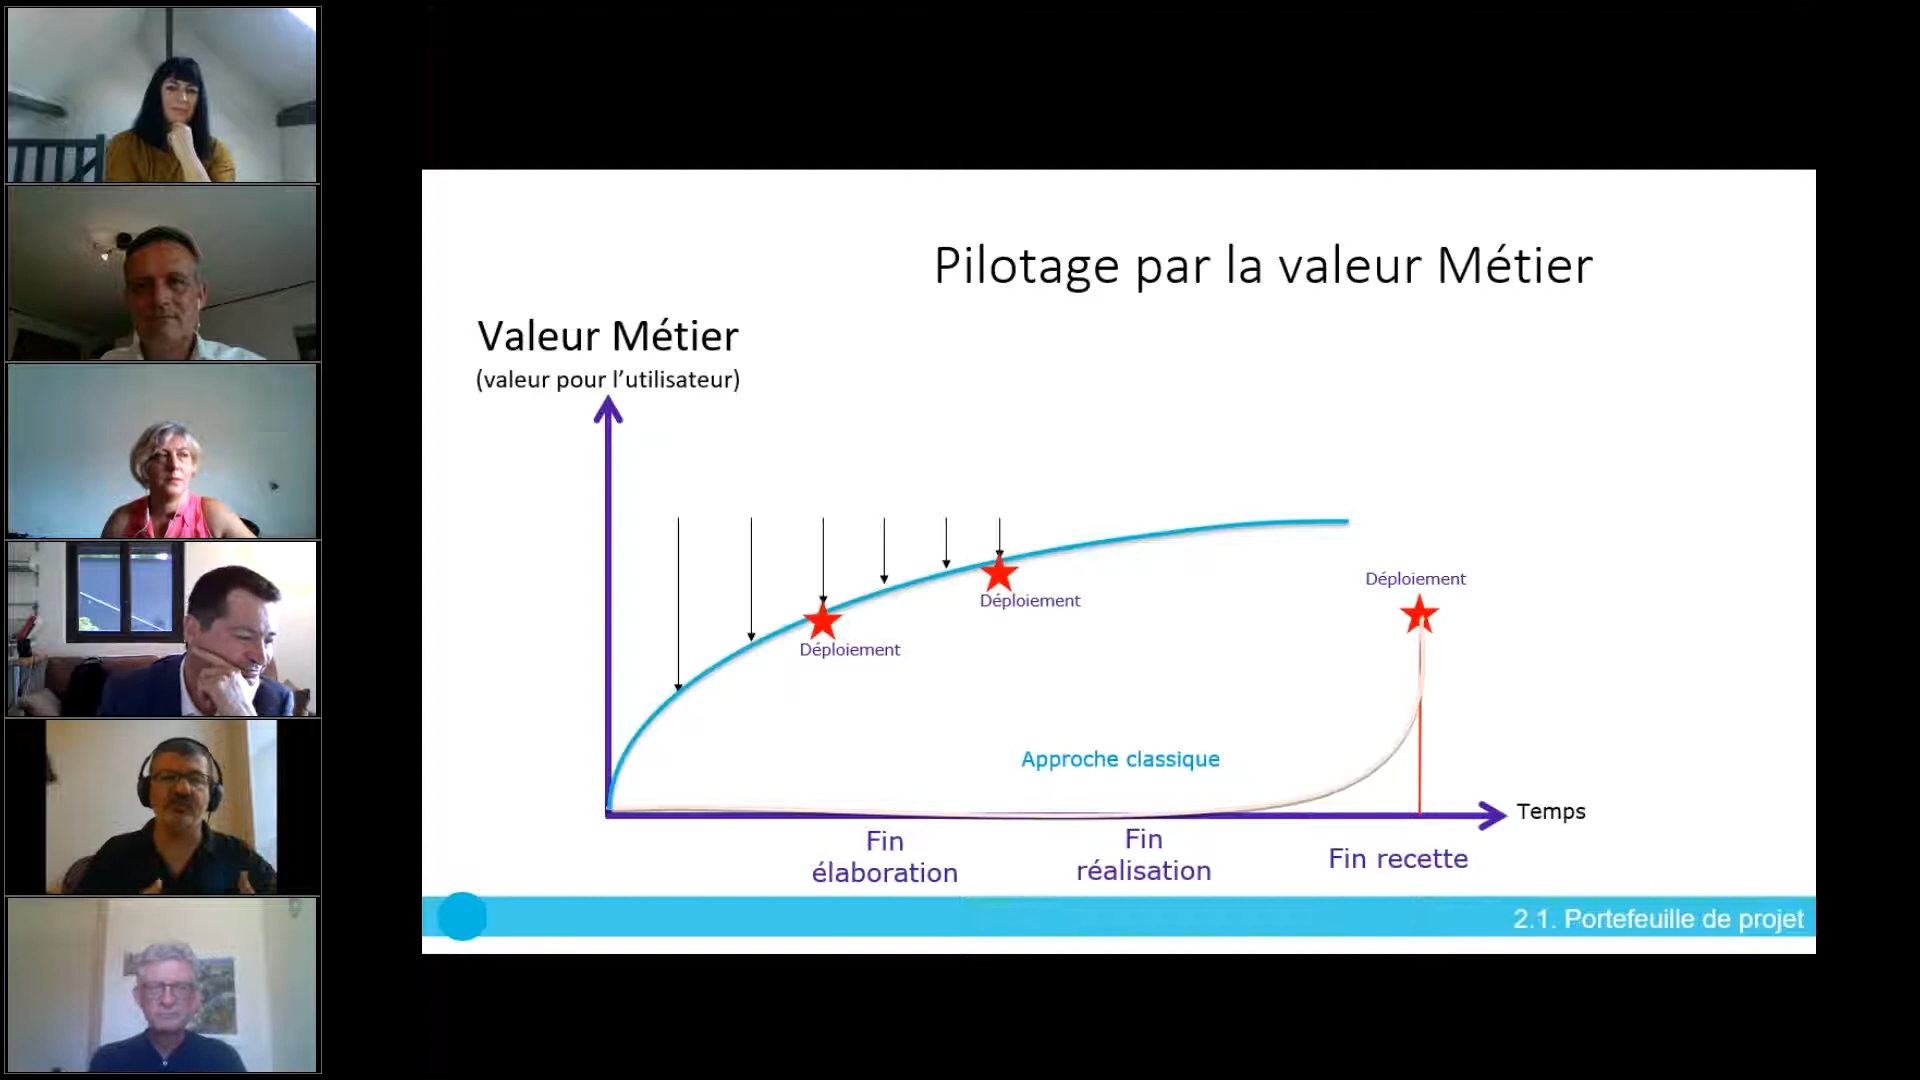 Pilotage par la valeur Métier
Valeur Métier
(valeur pour l’utilisateur)
Déploiement
Déploiement
Déploiement
Approche classique
Temps
Fin
élaboration
Fin
réalisation
Fin recette
2.1. Portefeuille de projet